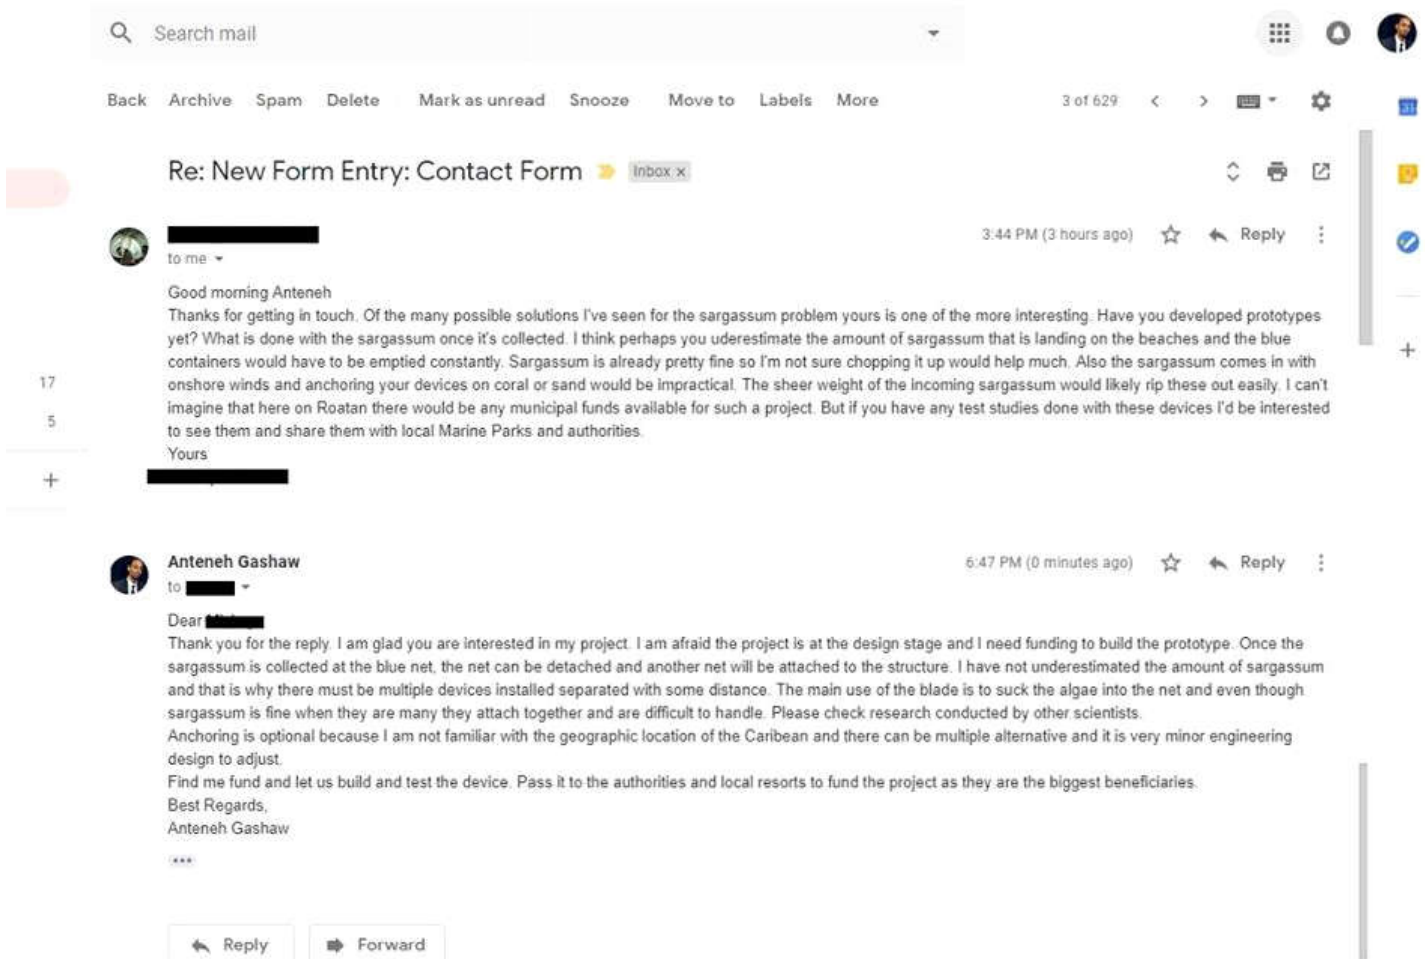 Search mail
Back Archive Spam Delete Mark as unread Snooze Move to Labels More 3 of 629
31
Re: New Form Entry: Contact Form Inbox x
3:44 PM (3 hours ago) Reply
to me
Good morning Anteneh
Thanks for getting in touch. Of the many possible solutions I've seen for the sargassum problem yours is one of the more interesting. Have you developed prototypes
yet? What is done with the sargassum once it's collected. I think perhaps you uderestimate the amount of sargassum that is landing on the beaches and the blue
containers would have to be emptied constantly. Sargassum is already pretty fine so I'm not sure chopping it up would help much. Also the sargassum comes in with
17
onshore winds and anchoring your devices on coral or sand would be impractical. The sheer weight of the incoming sargassum would likely rip these out easily. I can't
imagine that here on Roatan there would be any municipal funds available for such a project. But if you have any test studies done with these devices I'd be interested
5
to see them and share them with local Marine Parks and authorities.
Yours
Anteneh Gashaw 6:47 PM (0 minutes ago) Reply
to
Dear
Thank you for the reply. I am glad you are interested in my project. I am afraid the project is at the design stage and I need funding to build the prototype. Once the
sargassum is collected at the blue net, the net can be detached and another net will be attached to the structure. I have not underestimated the amount of sargassum
and that is why there must be multiple devices installed separated with some distance. The main use of the blade is to suck the algae into the net and even though
sargassum is fine when they are many they attach together and are difficult to handle. Please check research conducted by other scientists.
Anchoring is optional because I am not familiar with the geographic location of the Caribean and there can be multiple alternative and it is very minor engineering
design to adjust.
Find me fund and let us build and test the device. Pass it to the authorities and local resorts to fund the project as they are the biggest beneficiaries.
Best Regards,
Anteneh Gashaw
Reply Forward